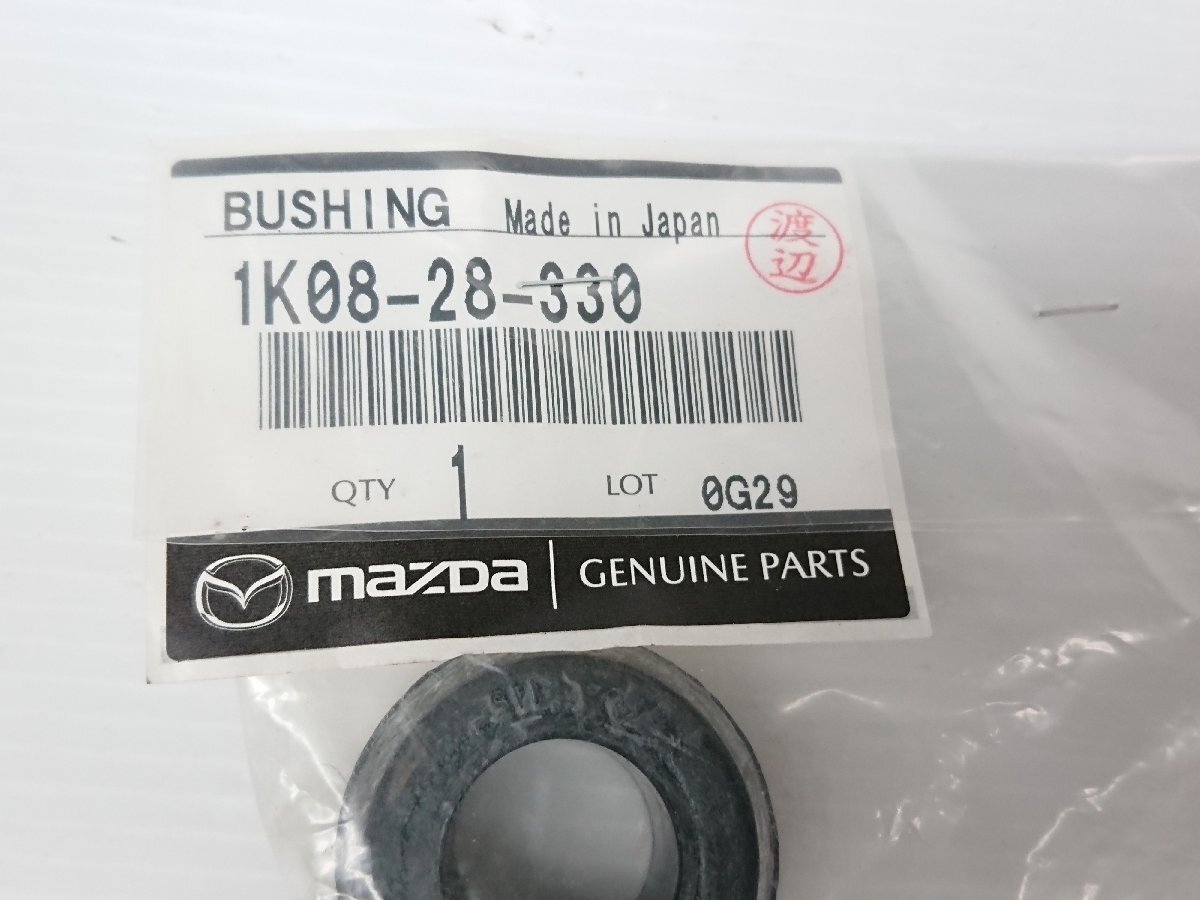 BUSHING Made in Japan
渡辺
1K08-28-330
QTY 1 LOT 0G29
mazda GENUINE PARTS